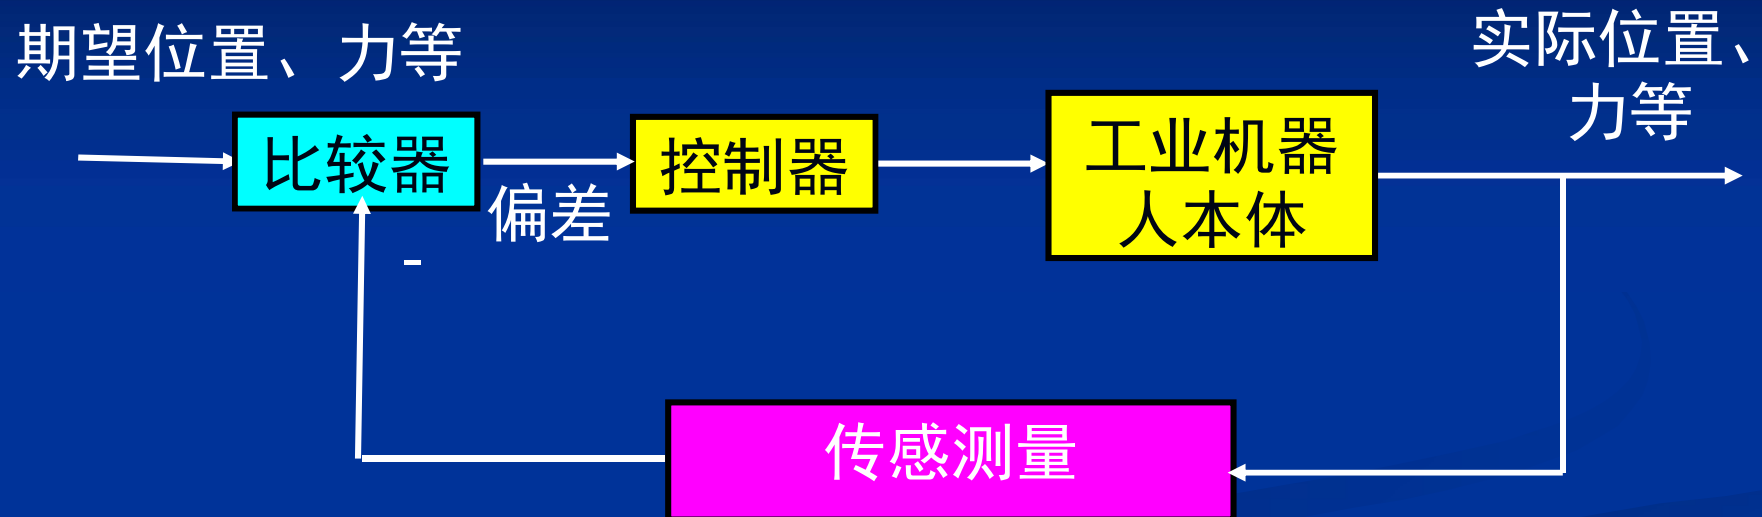 期望位置、力等
实际位置、
力等
比较器
偏差
控制器
工业机器
人本体
-
传感测量